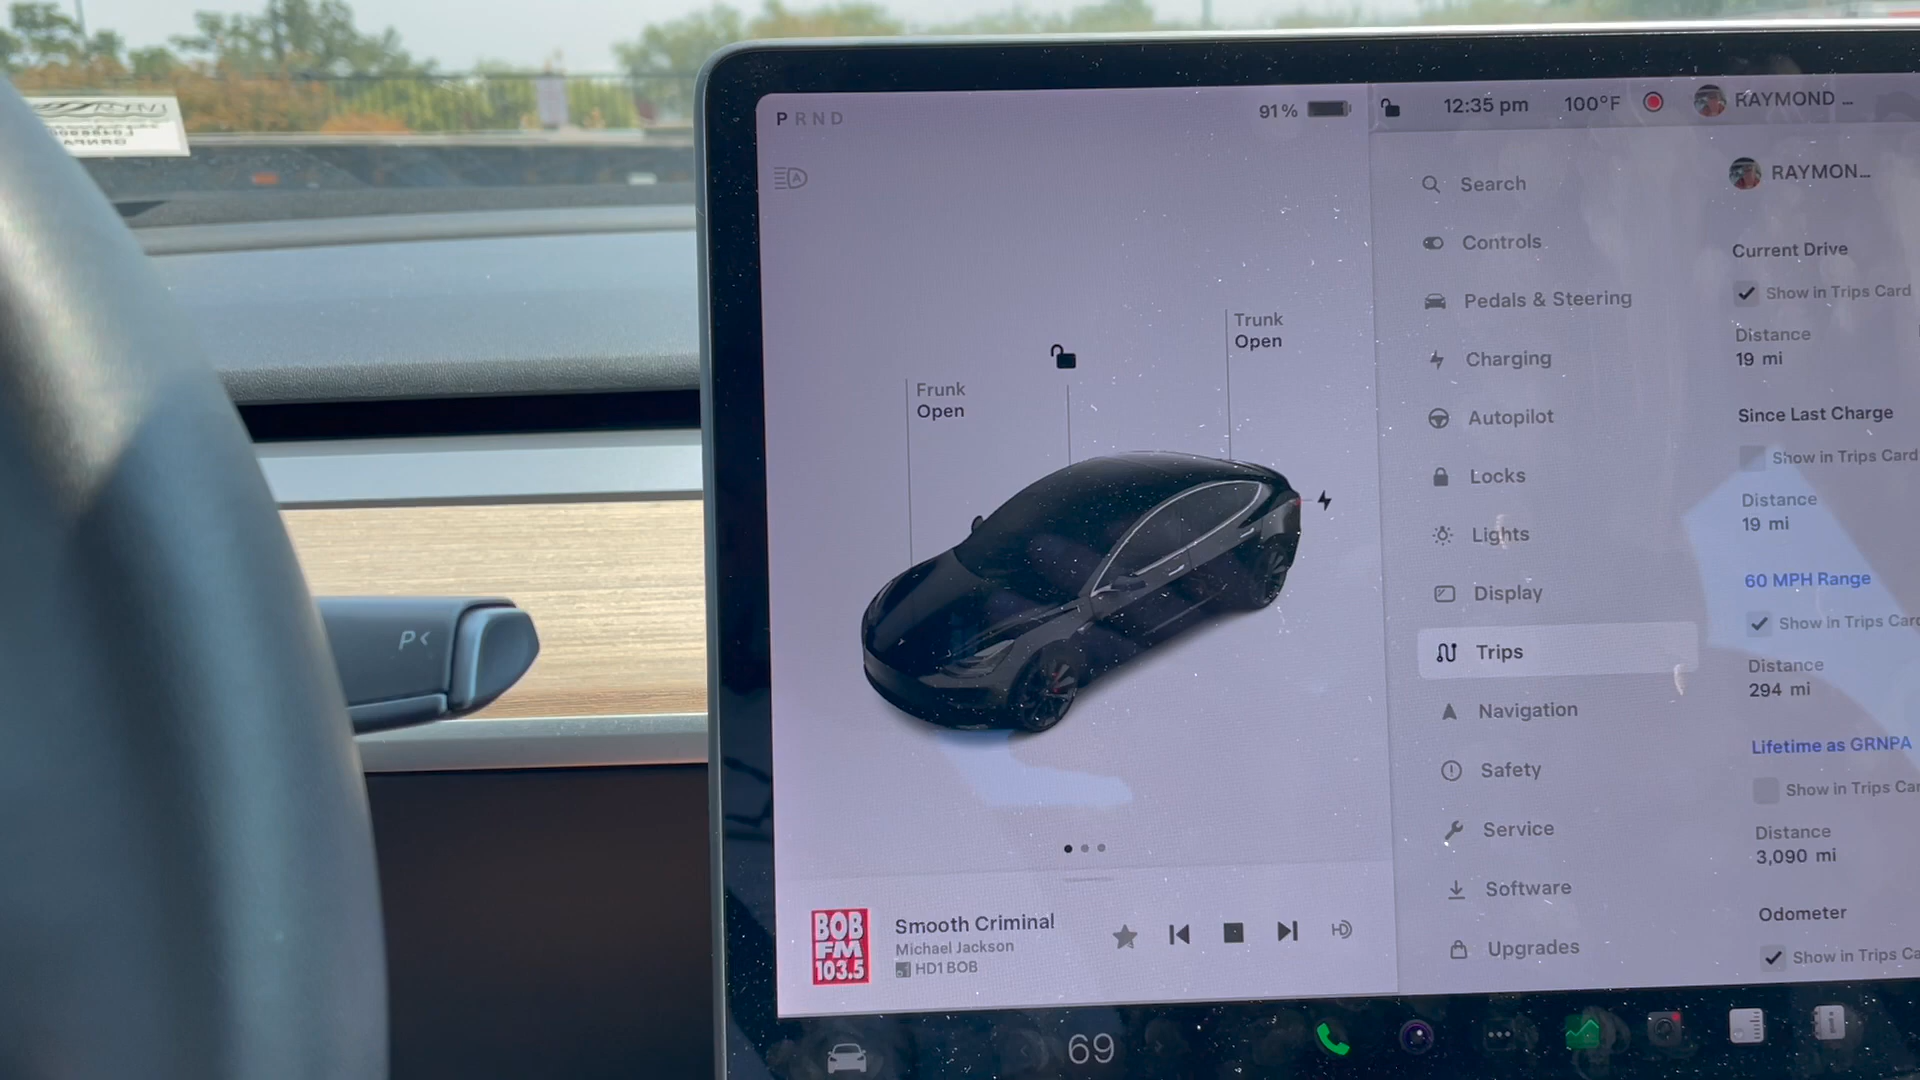 PRND
91%
12:35 pm
100°F
RAYMOND ...
A
Frunk
Open
Trunk
Open
Search
Controls
Pedals & Steering
Charging
Autopilot
Locks
Lights
Display
Trips
Navigation
Safety
Service
Software
Upgrades
RAYMON...
Current Drive
Show in Trips Card
Distance
19 mi
Since Last Charge
Show in Trips Card
Distance
19 mi
60 MPH Range
Show in Trips Card
Distance
294 mi
Lifetime as GRNPA
Show in Trips Car
Distance
3,090 mi
Odometer
Show in Trips Ca
P<
BOB
FM
103.5
Smooth Criminal
Michael Jackson
HD1 BOB
HD
69